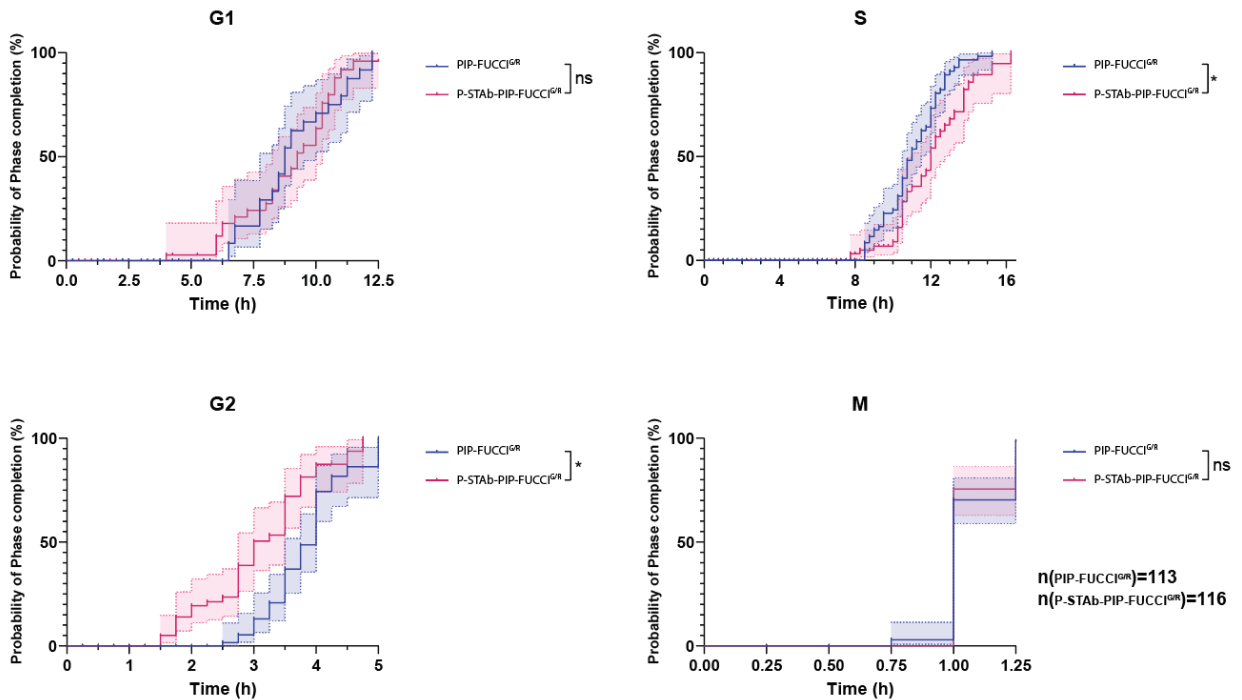 G1
Probability of Phase completion (%)
100
50
0
0.0 2.5 5.0 7.5 10.0 12.5
Time (h)
PIP-FUCCIG/R
P-STAb-PIP-FUCCIG/R
ns
S
Probability of Phase completion (%)
100
50
0
0 4 8 12 16
Time (h)
PIP-FUCCIG/R
P-STAb-PIP-FUCCIG/R
*
G2
Probability of Phase completion (%)
100
50
0
0 1 2 3 4 5
Time (h)
PIP-FUCCIG/R
P-STAb-PIP-FUCCIG/R
*
M
Probability of Phase completion (%)
100
50
0
0.00 0.25 0.50 0.75 1.00 1.25
Time (h)
PIP-FUCCIG/R
P-STAb-PIP-FUCCIG/R
ns
n(PIP-FUCCIG/R)=113
n(P-STAb-PIP-FUCCIG/R)=116